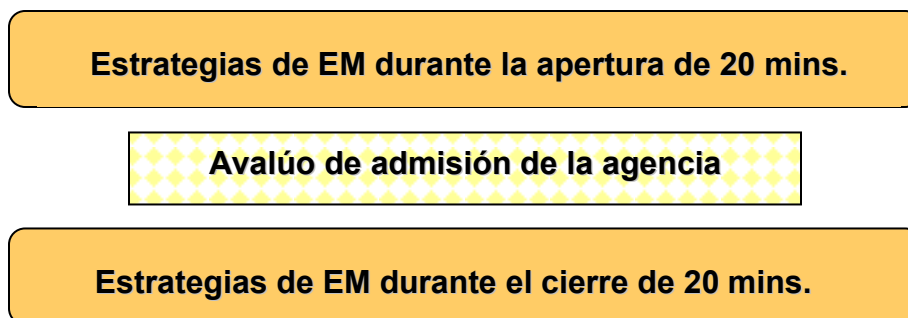 Estrategias de EM durante la apertura de 20 mins.
Avalúo de admisión de la agencia
Estrategias de EM durante el cierre de 20 mins.